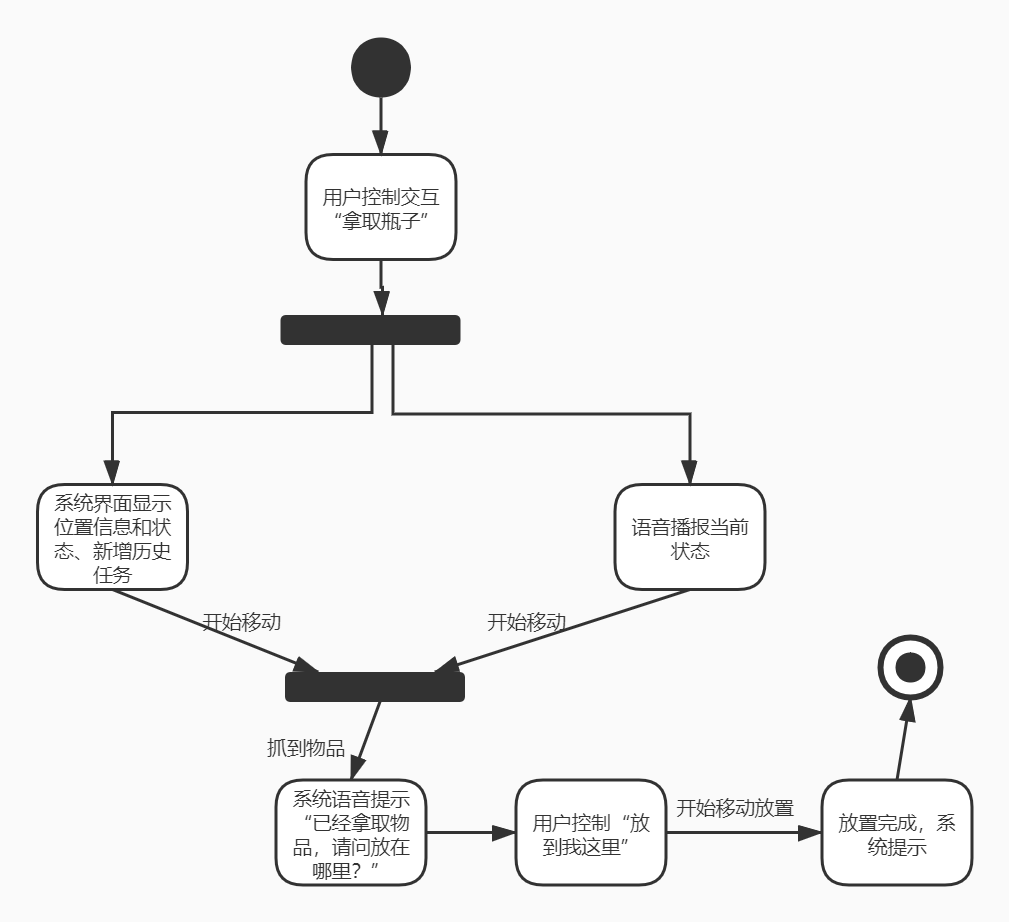 用户控制交互
“拿取瓶子”
系统界面显示
位置信息和状
态、新增历史
任务
语音播报当前
状态
开始移动
开始移动
抓到物品
系统语音提示
“已经拿取物
品，请问放在
哪里？”
用户控制“放
到我这里”
开始移动放置
放置完成，系
统提示